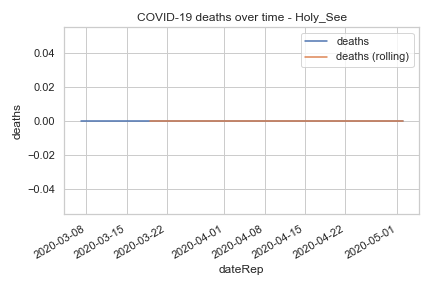 COVID-19 deaths over time - Holy_See
deaths
deaths (rolling)
0.04
0.02
0.00
−0.02
−0.04
deaths
2020-03-08
2020-03-15
2020-03-22
2020-04-01
2020-04-08
2020-04-15
2020-04-22
2020-05-01
dateRep